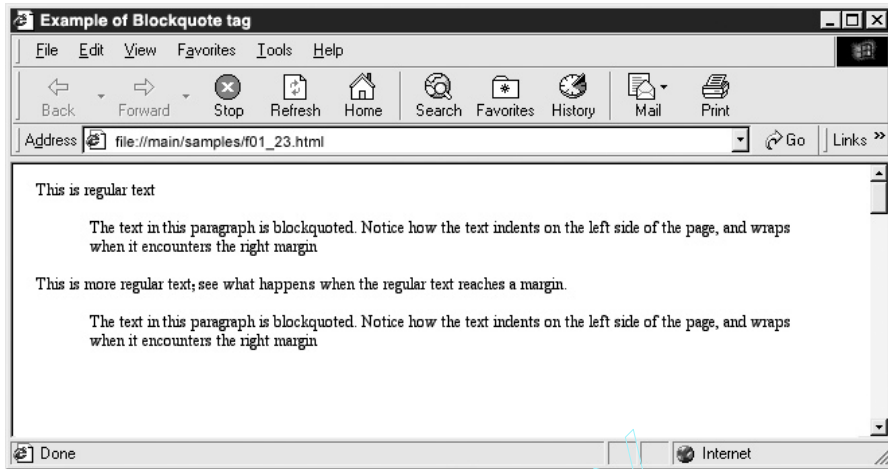 Example of Blockquote tag
File Edit View Favorites Tools Help
Back Forward Stop Refresh Home Search Favorites History Mail Print
Address file://main/samples/f01_23.html Go Links »
This is regular text
The text in this paragraph is blockquoted. Notice how the text indents on the left side of the page, and wraps
when it encounters the right margin
This is more regular text; see what happens when the regular text reaches a margin.
The text in this paragraph is blockquoted. Notice how the text indents on the left side of the page, and wraps
when it encounters the right margin
Done Internet